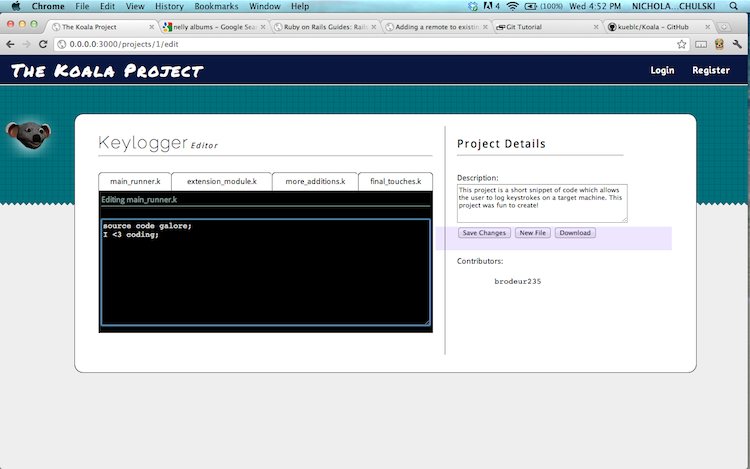 Chrome File Edit View History Bookmarks Window Help 4 (100%) Wed 4:52 PM NICHOLA...CHULSKI
The Koala Project nelly albums - Google Sea Ruby on Rails Guides: Rails Adding a remote to existin Git Tutorial kueblc/Koala - GitHub
0.0.0.0:3000/projects/1/edit
The Koala Project Login Register
Keylogger Editor
main_runner.k extension_module.k more_additions.k final_touches.k
Editing main_runner.k
source code galore;
I <3 coding;
Project Details
Description:
This project is a short snippet of code which allows
the user to log keystrokes on a target machine. This
project was fun to create!
Save Changes New File Download
Contributors:
brodeur235